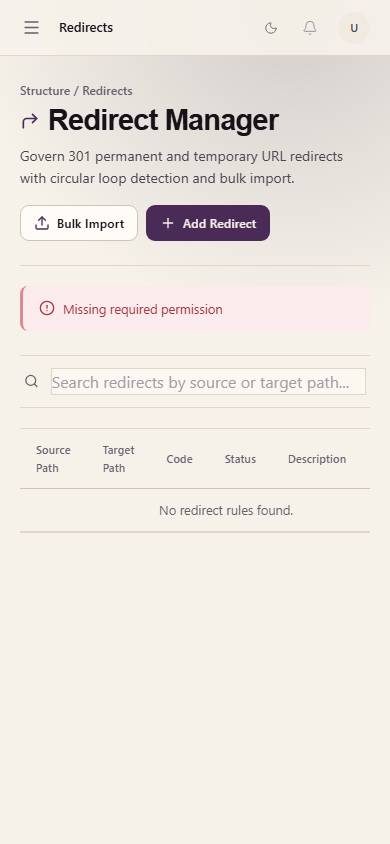 Redirects
U
Structure / Redirects
Redirect Manager
Govern 301 permanent and temporary URL redirects
with circular loop detection and bulk import.
Bulk Import
Add Redirect
Missing required permission
Search redirects by source or target path...
Source Path
Target Path
Code
Status
Description
No redirect rules found.